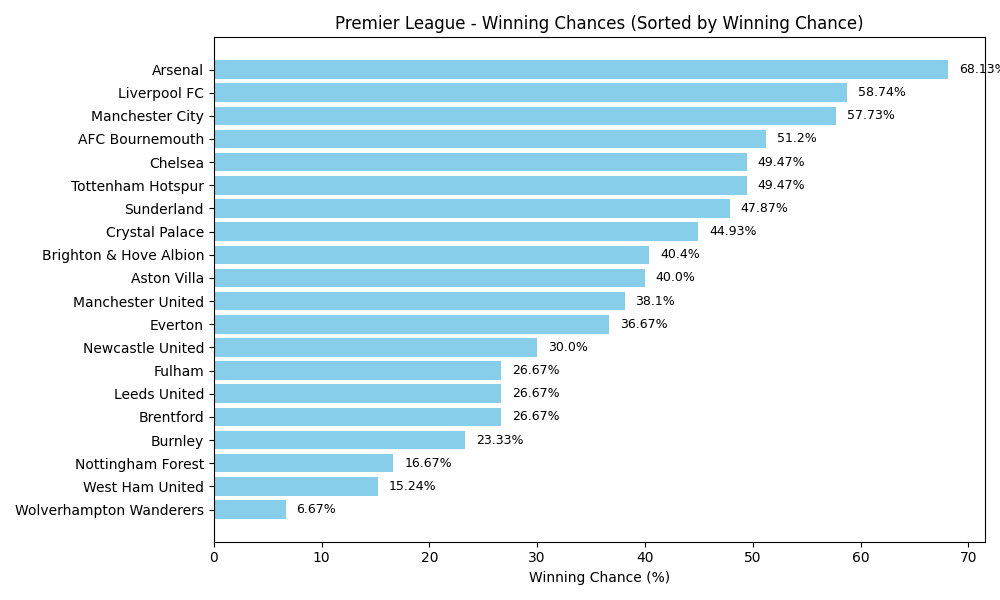 Premier League - Winning Chances (Sorted by Winning Chance)
Arsenal 68.13%
Liverpool FC 58.74%
Manchester City 57.73%
AFC Bournemouth 51.2%
Chelsea 49.47%
Tottenham Hotspur 49.47%
Sunderland 47.87%
Crystal Palace 44.93%
Brighton & Hove Albion 40.4%
Aston Villa 40.0%
Manchester United 38.1%
Everton 36.67%
Newcastle United 30.0%
Fulham 26.67%
Leeds United 26.67%
Brentford 26.67%
Burnley 23.33%
Nottingham Forest 16.67%
West Ham United 15.24%
Wolverhampton Wanderers 6.67%
0 10 20 30 40 50 60 70
Winning Chance (%)